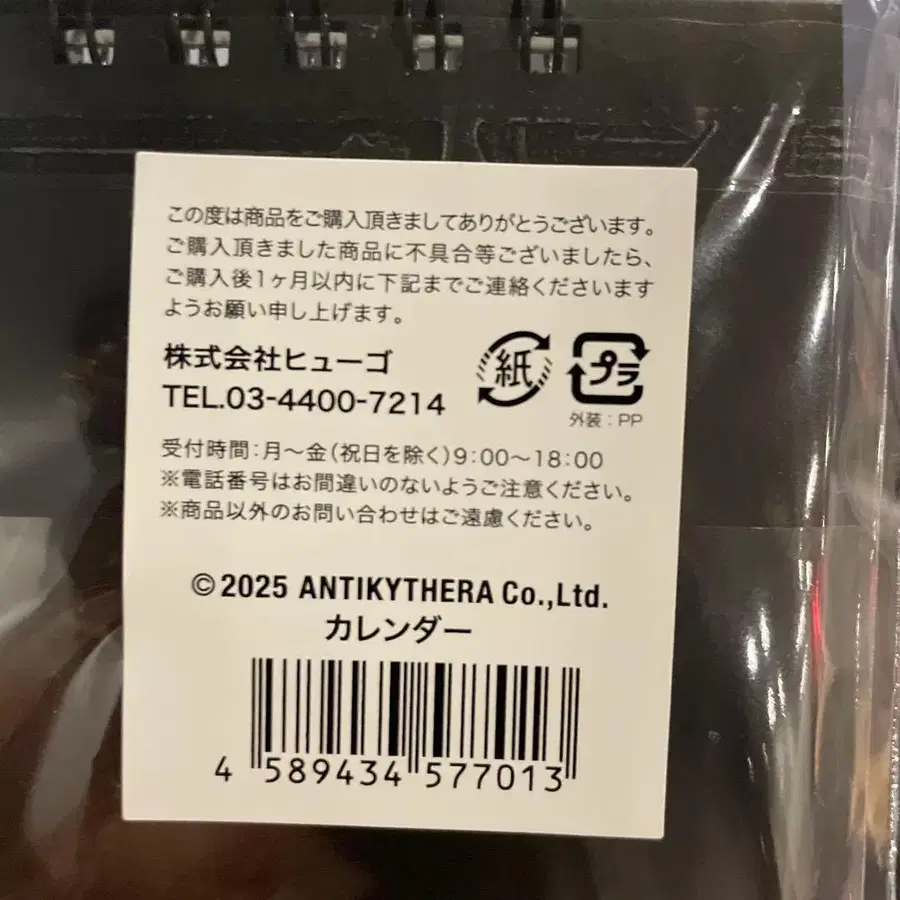 この度は商品をご購入頂きましてありがとうございます。
ご購入頂きました商品に不具合等ございましたら、
ご購入後1ヶ月以内に下記までご連絡くださいます
ようお願い申し上げます。
株式会社ヒューゴ
TEL.03-4400-7214
紙
プラ
外装:PP
受付時間:月〜金(祝日を除く)9:00〜18:00
※電話番号はお間違いのないようご注意ください。
※商品以外のお問い合わせはご遠慮ください。
©2025 ANTIKYTHERA Co.,Ltd.
カレンダー
4 589434 577013